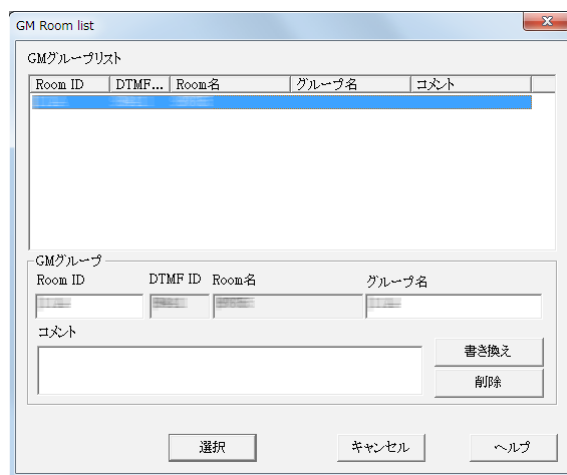 GM Room list
GMグループリスト
Room ID DTMF... Room名 グループ名 コメント
GMグループ
Room ID DTMF ID Room名 グループ名
コメント
書き換え
削除
選択 キャンセル ヘルプ